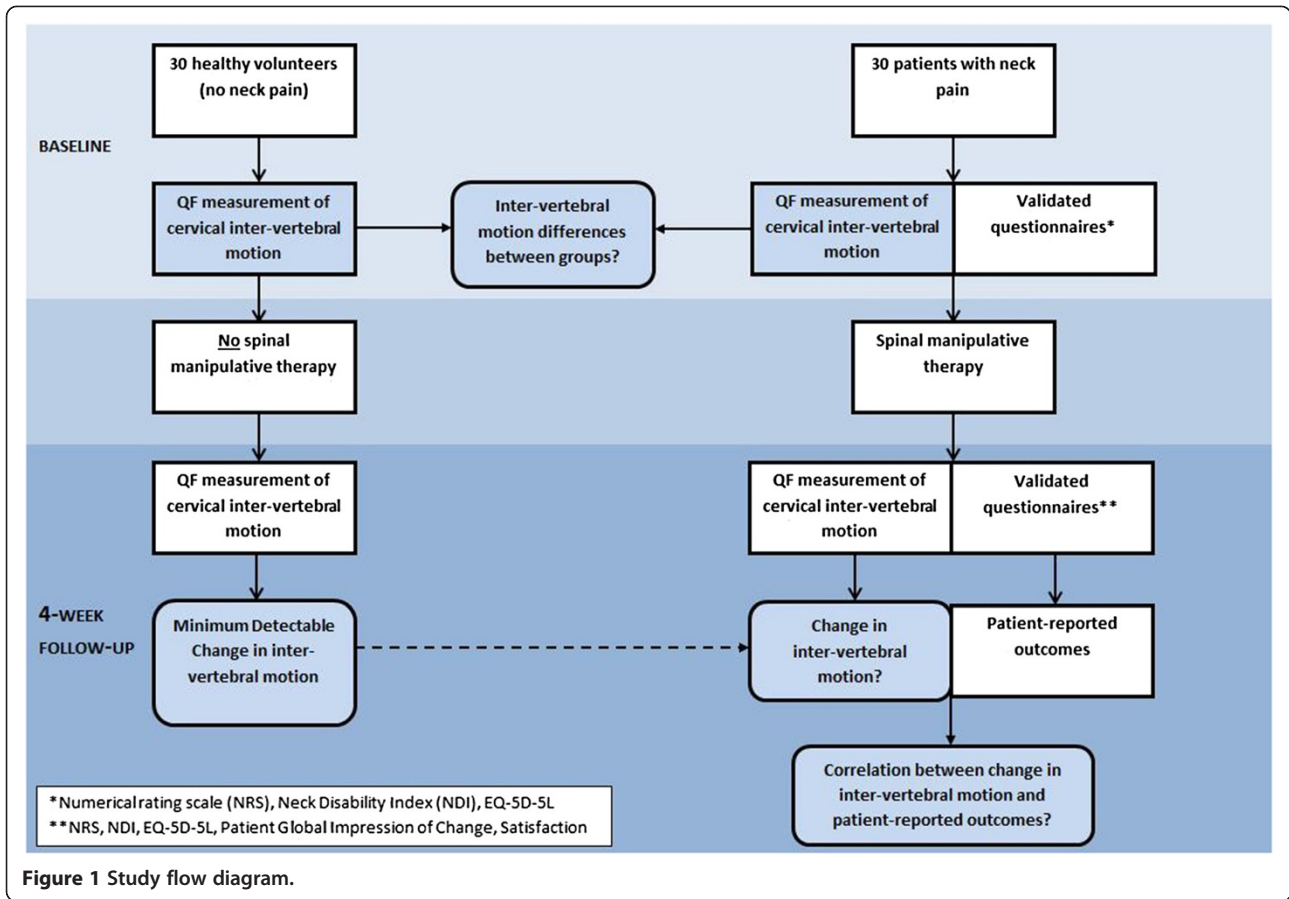 30 healthy volunteers
(no neck pain)
30 patients with neck
pain
BASELINE
QF measurement of
cervical inter-vertebral
motion
Inter-vertebral
motion differences
between groups?
QF measurement of
cervical inter-vertebral
motion
Validated
questionnaires*
No spinal
manipulative therapy
Spinal manipulative
therapy
QF measurement of
cervical inter-vertebral
motion
QF measurement of
cervical inter-vertebral
motion
Validated
questionnaires**
4-WEEK
FOLLOW-UP
Minimum Detectable
Change in inter-
vertebral motion
Change in
inter-vertebral
motion?
Patient-reported
outcomes
Correlation between change in
inter-vertebral motion and
patient-reported outcomes?
*Numerical rating scale (NRS), Neck Disability Index (NDI), EQ-5D-5L
**NRS, NDI, EQ-5D-5L, Patient Global Impression of Change, Satisfaction
Figure 1 Study flow diagram.